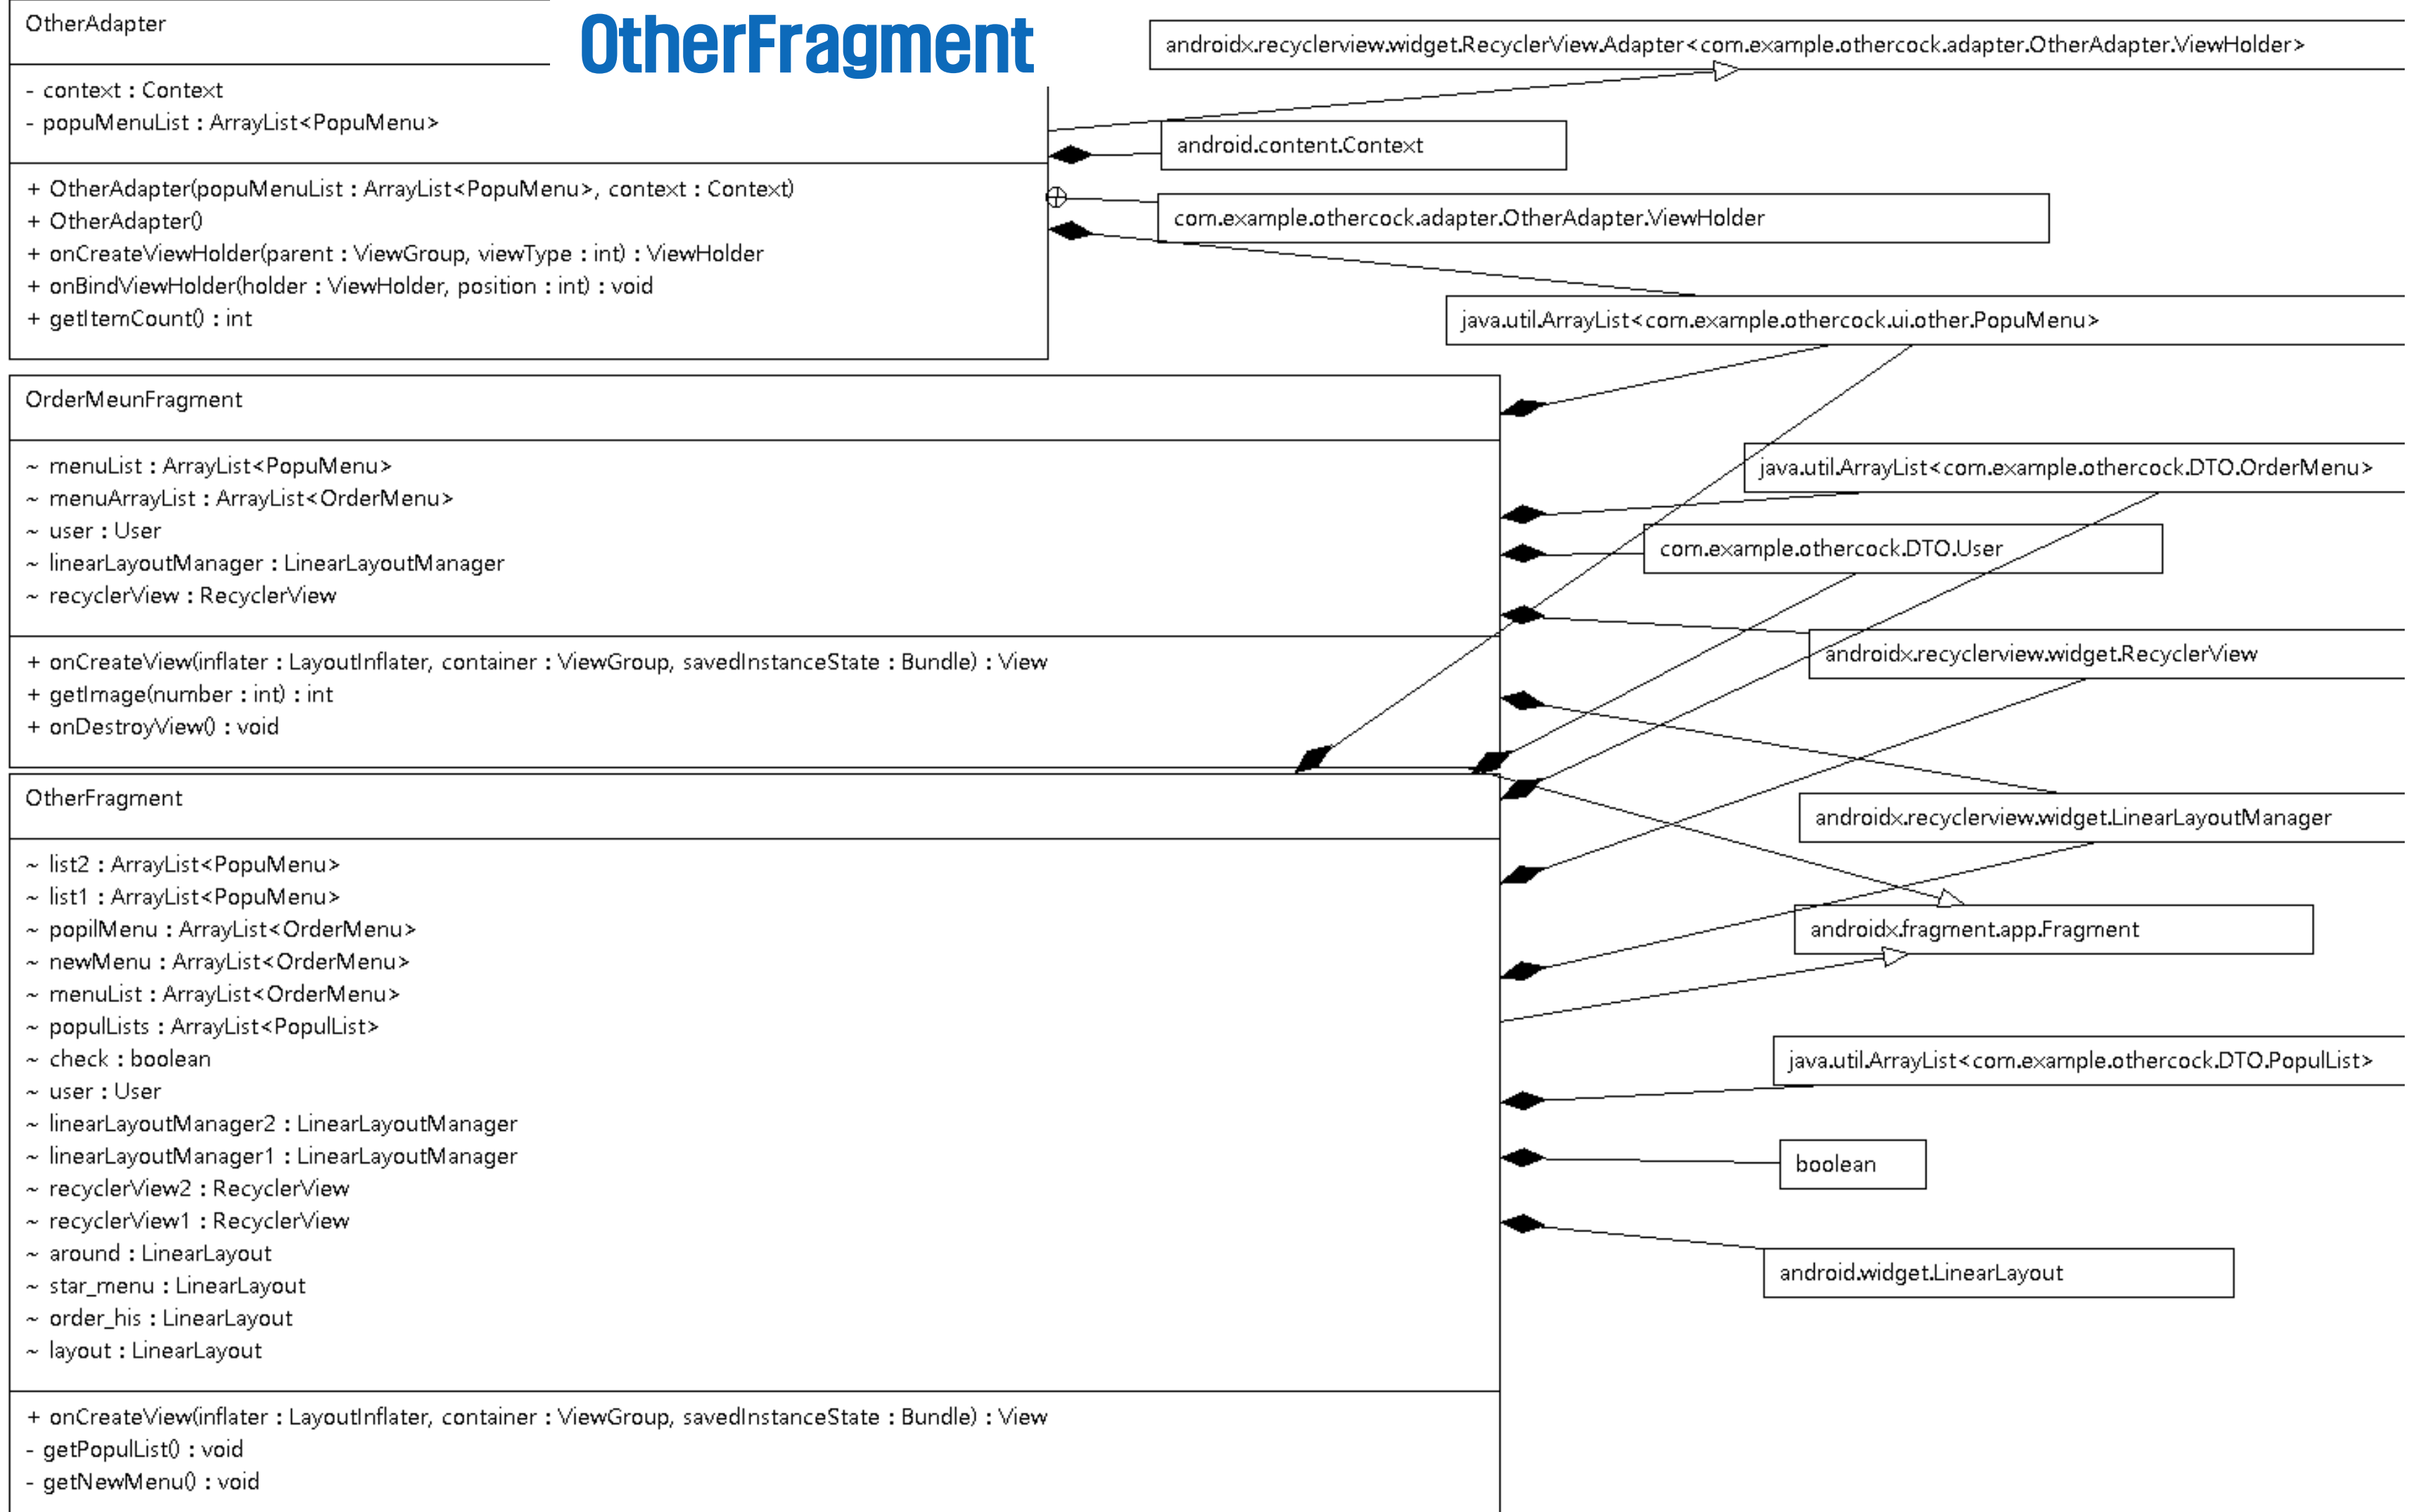 OtherFragment
OtherAdapter
- context : Context
- popuMenuList : ArrayList<PopuMenu>
+ OtherAdapter(popuMenuList : ArrayList<PopuMenu>, context : Context)
+ OtherAdapter()
+ onCreateViewHolder(parent : ViewGroup, viewType : int) : ViewHolder
+ onBindViewHolder(holder : ViewHolder, position : int) : void
+ getItemCount() : int
androidx.recyclerview.widget.RecyclerView.Adapter<com.example.othercock.adapter.OtherAdapter.ViewHolder>
android.content.Context
com.example.othercock.adapter.OtherAdapter.ViewHolder
java.util.ArrayList<com.example.othercock.ui.other.PopuMenu>
OrderMeunFragment
~ menuList : ArrayList<PopuMenu>
~ menuArrayList : ArrayList<OrderMenu>
~ user : User
~ linearLayoutManager : LinearLayoutManager
~ recyclerView : RecyclerView
+ onCreateView(inflater : LayoutInflater, container : ViewGroup, savedInstanceState : Bundle) : View
+ getImage(number : int) : int
+ onDestroyView() : void
java.util.ArrayList<com.example.othercock.DTO.OrderMenu>
com.example.othercock.DTO.User
androidx.recyclerview.widget.RecyclerView
androidx.recyclerview.widget.LinearLayoutManager
androidx.fragment.app.Fragment
java.util.ArrayList<com.example.othercock.DTO.PopulList>
boolean
android.widget.LinearLayout
OtherFragment
~ list2 : ArrayList<PopuMenu>
~ list1 : ArrayList<PopuMenu>
~ popilMenu : ArrayList<OrderMenu>
~ newMenu : ArrayList<OrderMenu>
~ menuList : ArrayList<OrderMenu>
~ populLists : ArrayList<PopulList>
~ check : boolean
~ user : User
~ linearLayoutManager2 : LinearLayoutManager
~ linearLayoutManager1 : LinearLayoutManager
~ recyclerView2 : RecyclerView
~ recyclerView1 : RecyclerView
~ around : LinearLayout
~ star_menu : LinearLayout
~ order_his : LinearLayout
~ layout : LinearLayout
+ onCreateView(inflater : LayoutInflater, container : ViewGroup, savedInstanceState : Bundle) : View
- getPopulList() : void
- getNewMenu() : void